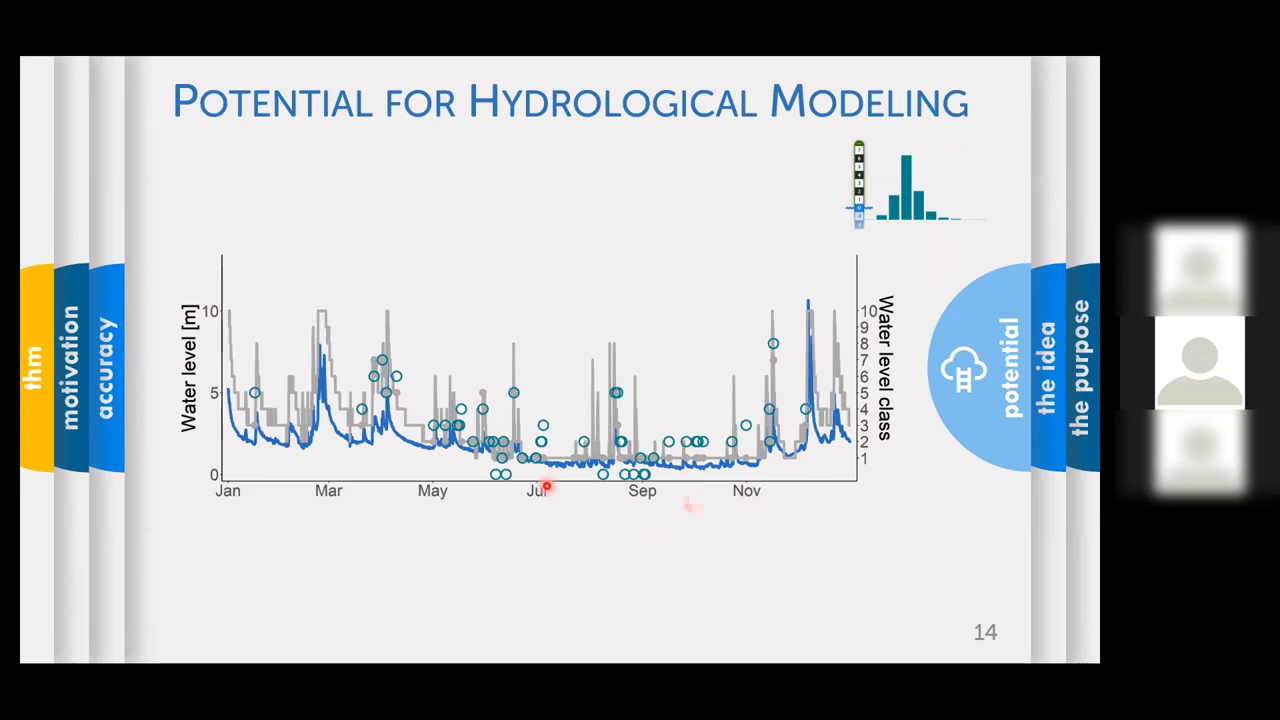 POTENTIAL FOR HYDROLOGICAL MODELING
thm
motivation
accuracy
Water level [m]
10
5
0
Jan
Mar
May
Jul
Sep
Nov
10
9
8
7
6
5
4
3
2
1
Water level class
potential
the idea
the purpose
14